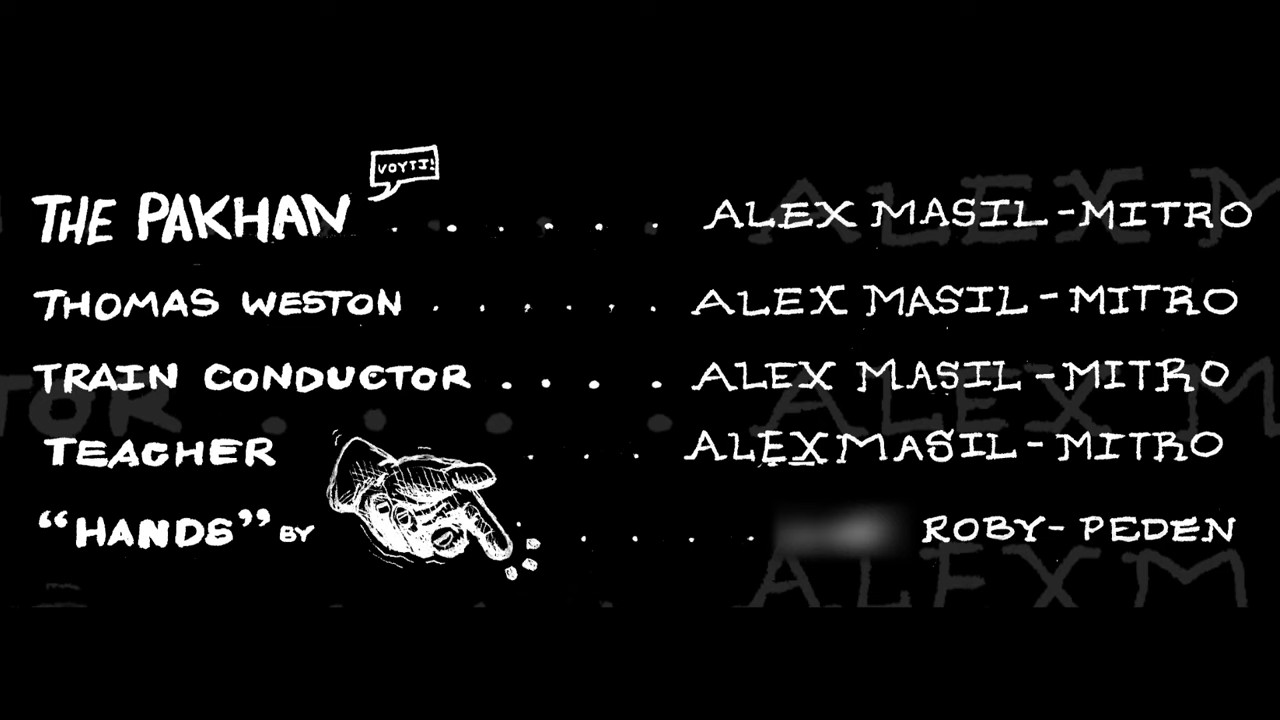 VOYTI!
THE PAKHAN . . . . . ALEX MASIL-MITRO
THOMAS WESTON . . . . . ALEX MASIL-MITRO
TRAIN CONDUCTOR . . . . ALEX MASIL-MITRO
TEACHER . . . ALEX MASIL-MITRO
“HANDS” BY . . . . ROBY-PEDEN